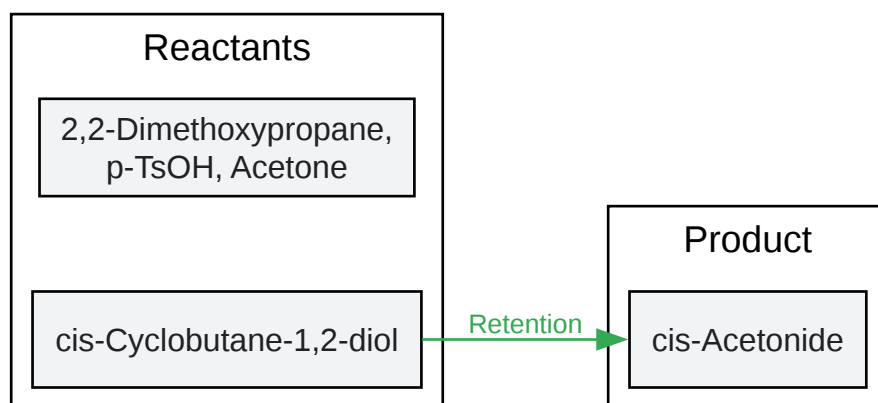 Reactants
2,2-Dimethoxypropane,
p-TsOH, Acetone
Product
cis-Cyclobutane-1,2-diol
Retention
cis-Acetonide